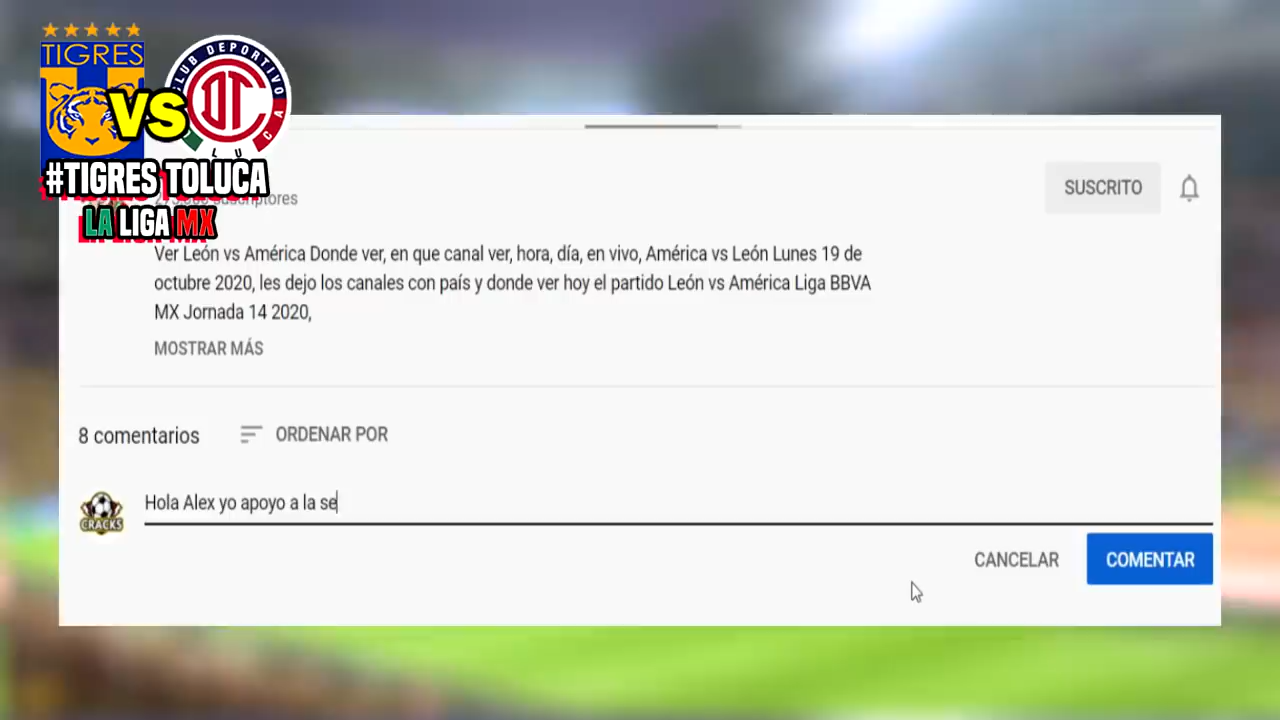 TIGRES
CLUB DEPORTIVO
VS
#TIGRES TOLUCA
LA LIGA MX
suscriptores
SUSCRITO
Ver León vs América Donde ver, en que canal ver, hora, día, en vivo, América vs León Lunes 19 de
octubre 2020, les dejo los canales con país y donde ver hoy el partido León vs América Liga BBVA
MX Jornada 14 2020,
MOSTRAR MÁS
8 comentarios
ORDENAR POR
CRACKS
Hola Alex yo apoyo a la se
CANCELAR
COMENTAR